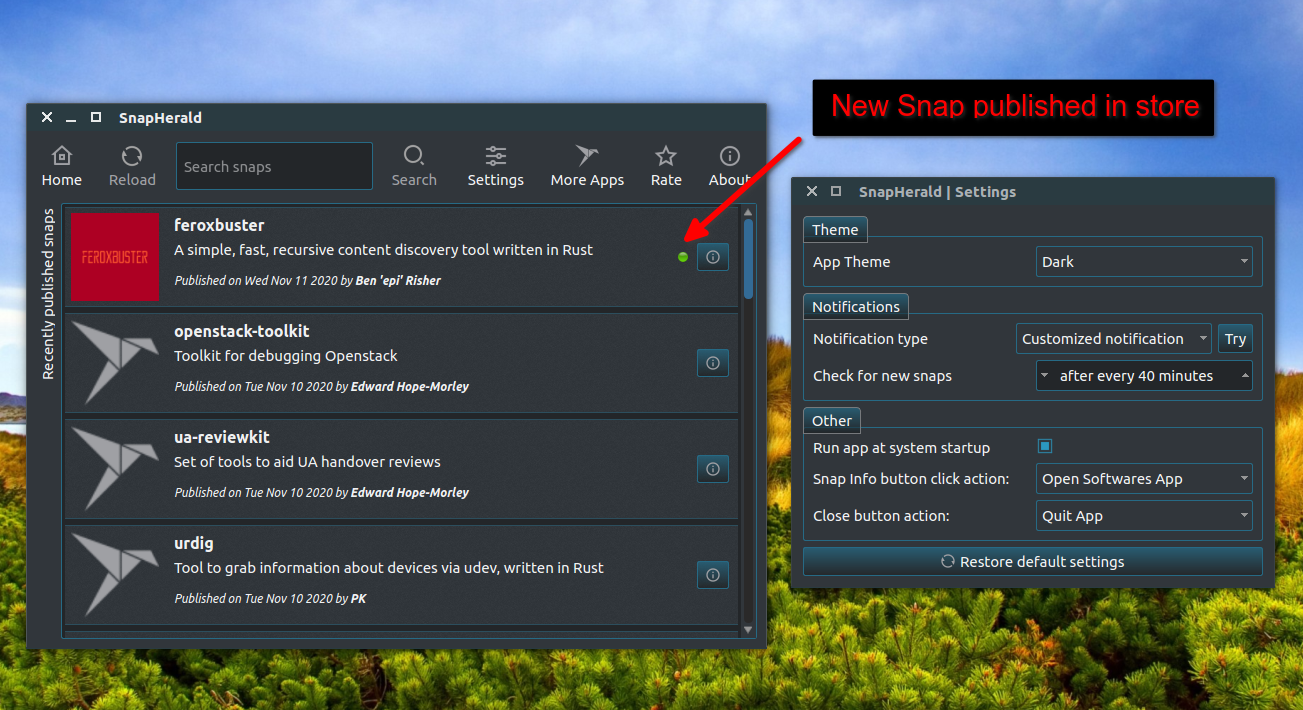 New Snap published in store
SnapHerald
Home
Reload
Search snaps
Search
Settings
More Apps
Rate
About
Recently published snaps
FEROXBUSTER
feroxbuster
A simple, fast, recursive content discovery tool written in Rust
Published on Wed Nov 11 2020 by Ben 'epi' Risher
openstack-toolkit
Toolkit for debugging Openstack
Published on Tue Nov 10 2020 by Edward Hope-Morley
ua-reviewkit
Set of tools to aid UA handover reviews
Published on Tue Nov 10 2020 by Edward Hope-Morley
urdig
Tool to grab information about devices via udev, written in Rust
Published on Tue Nov 10 2020 by PK
SnapHerald | Settings
Theme
App Theme
Dark
Notifications
Notification type
Customized notification
Try
Check for new snaps
after every 40 minutes
Other
Run app at system startup
Snap Info button click action:
Open Softwares App
Close button action:
Quit App
Restore default settings